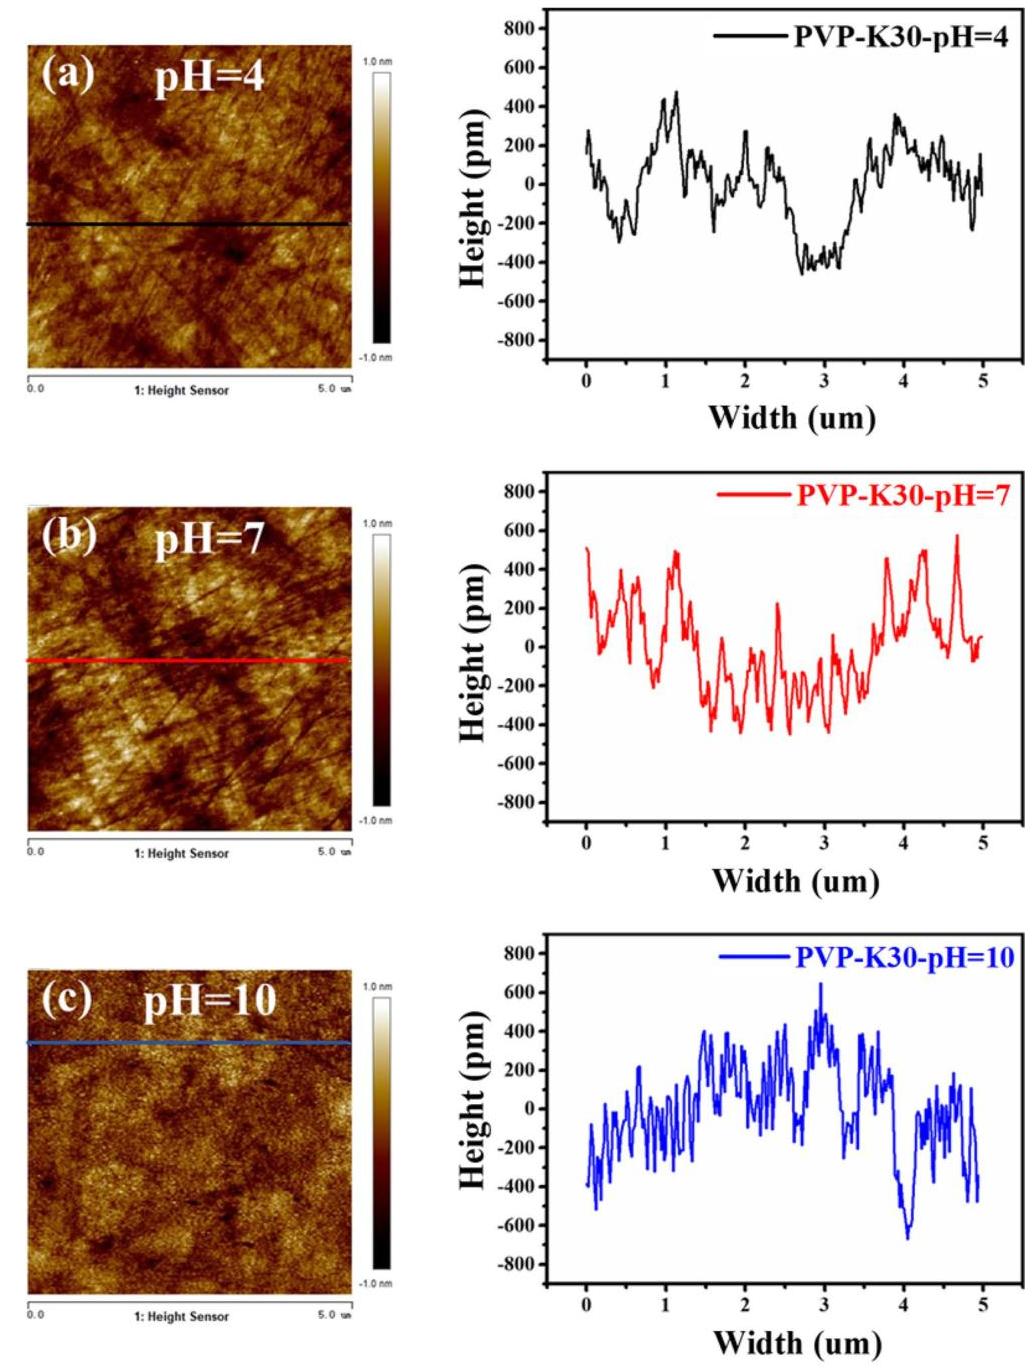 (a) pH=4
1.0 nm
-1.0 nm
0.0 1: Height Sensor 5.0 um
PVP-K30-pH=4
Height (pm)
800
600
400
200
0
-200
-400
-600
-800
0 1 2 3 4 5
Width (um)
(b) pH=7
1.0 nm
-1.0 nm
0.0 1: Height Sensor 5.0 um
PVP-K30-pH=7
Height (pm)
800
600
400
200
0
-200
-400
-600
-800
0 1 2 3 4 5
Width (um)
(c) pH=10
1.0 nm
-1.0 nm
0.0 1: Height Sensor 5.0 um
PVP-K30-pH=10
Height (pm)
800
600
400
200
0
-200
-400
-600
-800
0 1 2 3 4 5
Width (um)